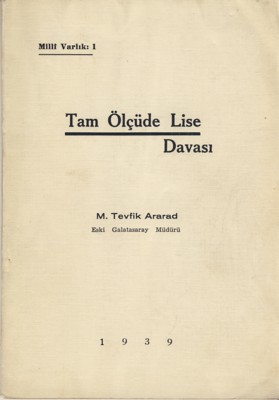 Millî Varlık: I
Tam Ölçüde Lise
Davası
M. Tevfik Ararad
Eski Galatasaray Müdürü
1 9 3 9